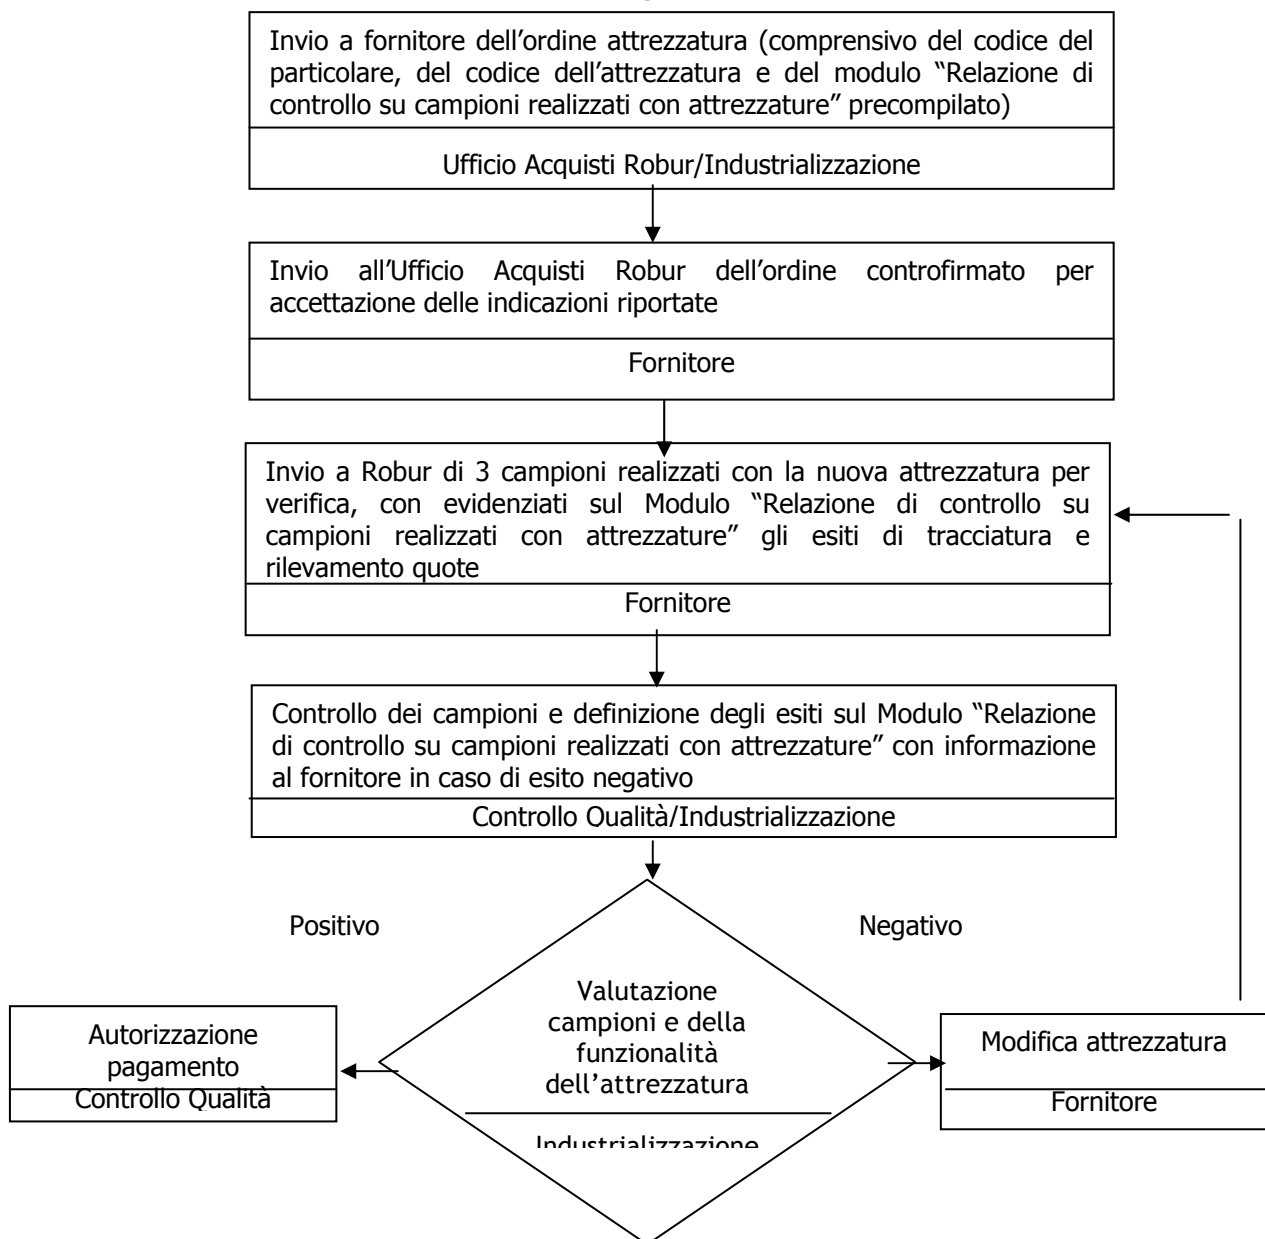 Invio a fornitore dell’ordine attrezzatura (comprensivo del codice del
particolare, del codice dell’attrezzatura e del modulo “Relazione di
controllo su campioni realizzati con attrezzature” precompilato)
Ufficio Acquisti Robur/Industrializzazione
Invio all’Ufficio Acquisti Robur dell’ordine controfirmato per
accettazione delle indicazioni riportate
Fornitore
Invio a Robur di 3 campioni realizzati con la nuova attrezzatura per
verifica, con evidenziati sul Modulo “Relazione di controllo su
campioni realizzati con attrezzature” gli esiti di tracciatura e
rilevamento quote
Fornitore
Controllo dei campioni e definizione degli esiti sul Modulo “Relazione
di controllo su campioni realizzati con attrezzature” con informazione
al fornitore in caso di esito negativo
Controllo Qualità/Industrializzazione
Positivo
Negativo
Valutazione
campioni e della
funzionalità
dell’attrezzatura
Industrializzazione
Autorizzazione
pagamento
Controllo Qualità
Modifica attrezzatura
Fornitore